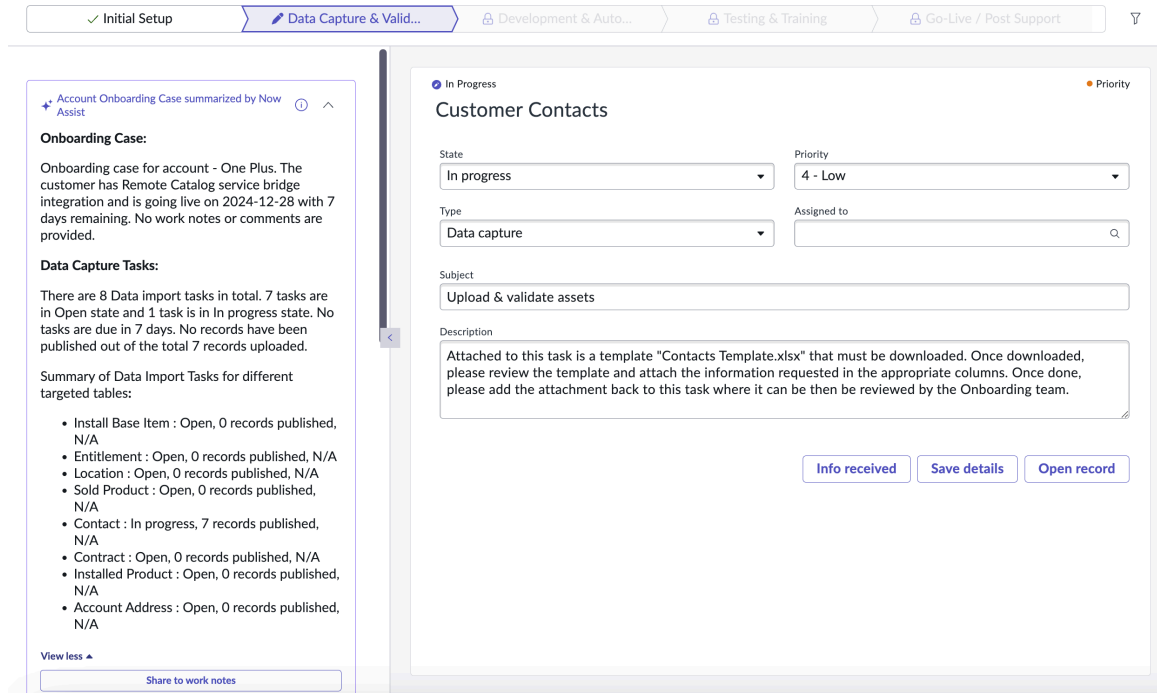 Initial Setup
Data Capture & Valid...
Development & Auto...
Testing & Training
Go-Live / Post Support
Account Onboarding Case summarized by Now
Assist
Onboarding Case:
Onboarding case for account - One Plus. The
customer has Remote Catalog service bridge
integration and is going live on 2024-12-28 with 7
days remaining. No work notes or comments are
provided.
Data Capture Tasks:
There are 8 Data import tasks in total. 7 tasks are
in Open state and 1 task is in In progress state. No
tasks are due in 7 days. No records have been
published out of the total 7 records uploaded.
Summary of Data Import Tasks for different
targeted tables:
• Install Base Item : Open, 0 records published,
N/A
• Entitlement : Open, 0 records published, N/A
• Location : Open, 0 records published, N/A
• Sold Product : Open, 0 records published,
N/A
• Contact : In progress, 7 records published,
N/A
• Contract : Open, 0 records published, N/A
• Installed Product : Open, 0 records published,
N/A
• Account Address : Open, 0 records published,
N/A
View less
Share to work notes
In Progress
Priority
Customer Contacts
State
Priority
In progress
4 - Low
Type
Assigned to
Data capture
Subject
Upload & validate assets
Description
Attached to this task is a template "Contacts Template.xlsx" that must be downloaded. Once downloaded,
please review the template and attach the information requested in the appropriate columns. Once done,
please add the attachment back to this task where it can be then be reviewed by the Onboarding team.
Info received
Save details
Open record